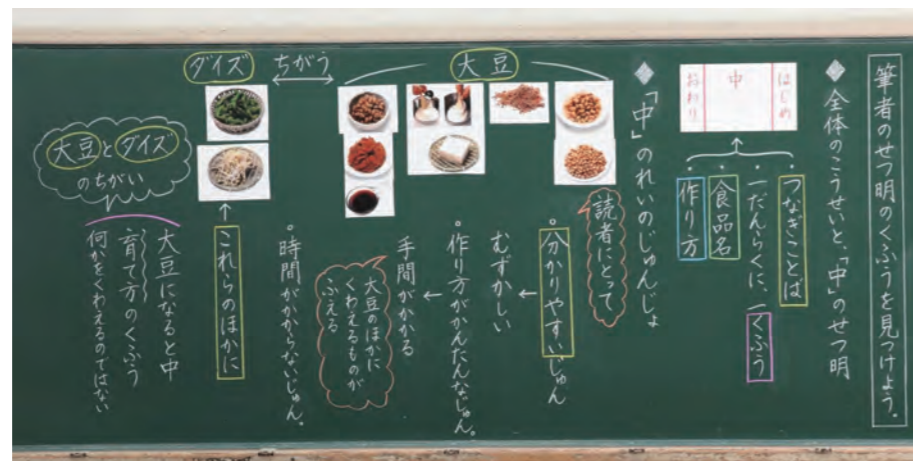 筆者のせつ明のくふうを見つけよう。
◆全体のこうせいと、「中」のせつ明
はじめ
中
おわり
・つなぎことば
・一だんらくに、一くふう
・食品名
・作り方
◆「中」のれいのじゅんじょ
大豆
読者にとって
。分かりやすいじゅん
↓
むずかしい
。作り方がかんたんなじゅん。
↓
手間がかかる
大豆のほかに
くわえるものが
ふえる
。時間がかからないじゅん。
ちがう
ダイズ
これらのほかに
大豆とダイズ
のちがい
大豆になると中
育て方のくふう
何かをくわえるのではない